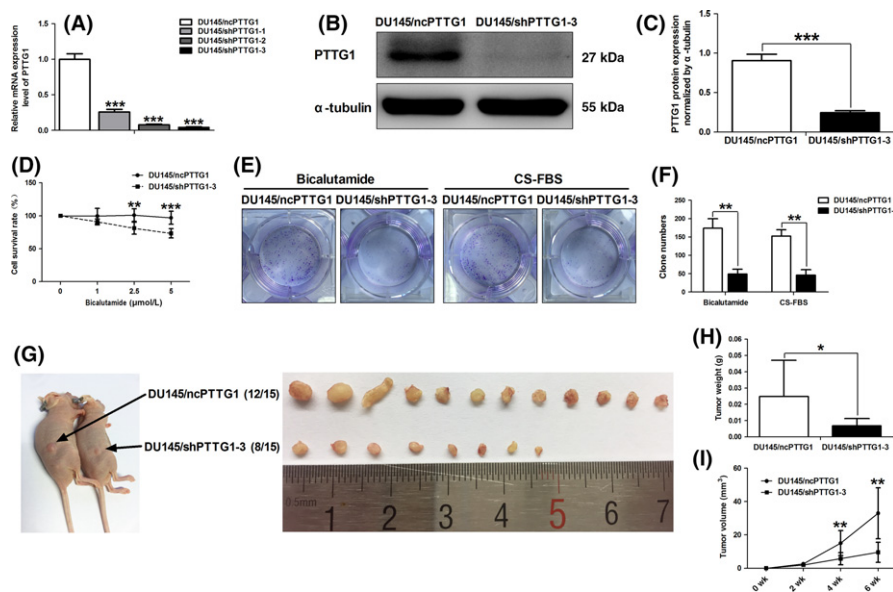 (A)
Relative mRNA expression
level of PTTG1
1.5
1.0
0.5
0.0
***
***
***
DU145/ncPTTG1
DU145/shPTTG1-1
DU145/shPTTG1-2
DU145/shPTTG1-3
(B)
DU145/ncPTTG1 DU145/shPTTG1-3
PTTG1
27 kDa
α-tubulin
55 kDa
(C)
PTTG1 protein expression
normalized by α-tubulin
1.5
1.0
0.5
0.0
***
DU145/ncPTTG1 DU145/shPTTG1-3
(D)
DU145/ncPTTG1
DU145/shPTTG1-3
Cell survival rate (%)
150
100
50
** ***
0 1 2.5 5
Bicalutamide (μmol/L)
(E)
Bicalutamide CS-FBS
DU145/ncPTTG1 DU145/shPTTG1-3 DU145/ncPTTG1 DU145/shPTTG1-3
(F)
DU145/ncPTTG1
DU145/shPTTG1-
Clone numbers
250
200
150
100
50
0
** **
Bicalutamide CS-FBS
(G)
DU145/ncPTTG1 (12/15)
DU145/shPTTG1-3 (8/15)
0.5mm
1 2 3 4 5 6 7
(H)
Tumor weight (g)
0.06
0.05
0.04
0.03
0.02
0.01
0.00
*
DU145/ncPTTG1 DU145/shPTTG1-3
(I)
DU145/ncPTTG1
DU145/shPTTG1-3
Tumor volume (mm³)
60
40
20
0
** **
0 wk 2 wk 4 wk 6 wk